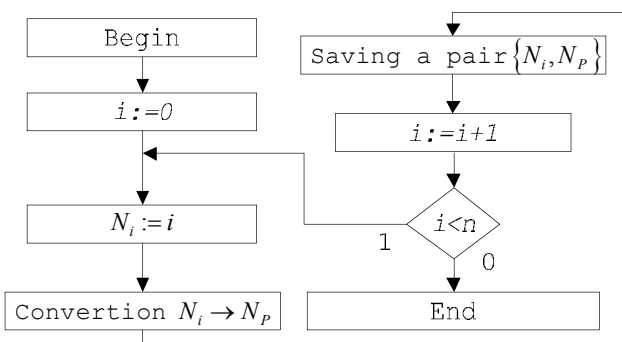 Begin
i:=0
N_i := i
Convertion N_i → N_P
Saving a pair {N_i, N_P}
i:=i+1
i<n
1
0
End